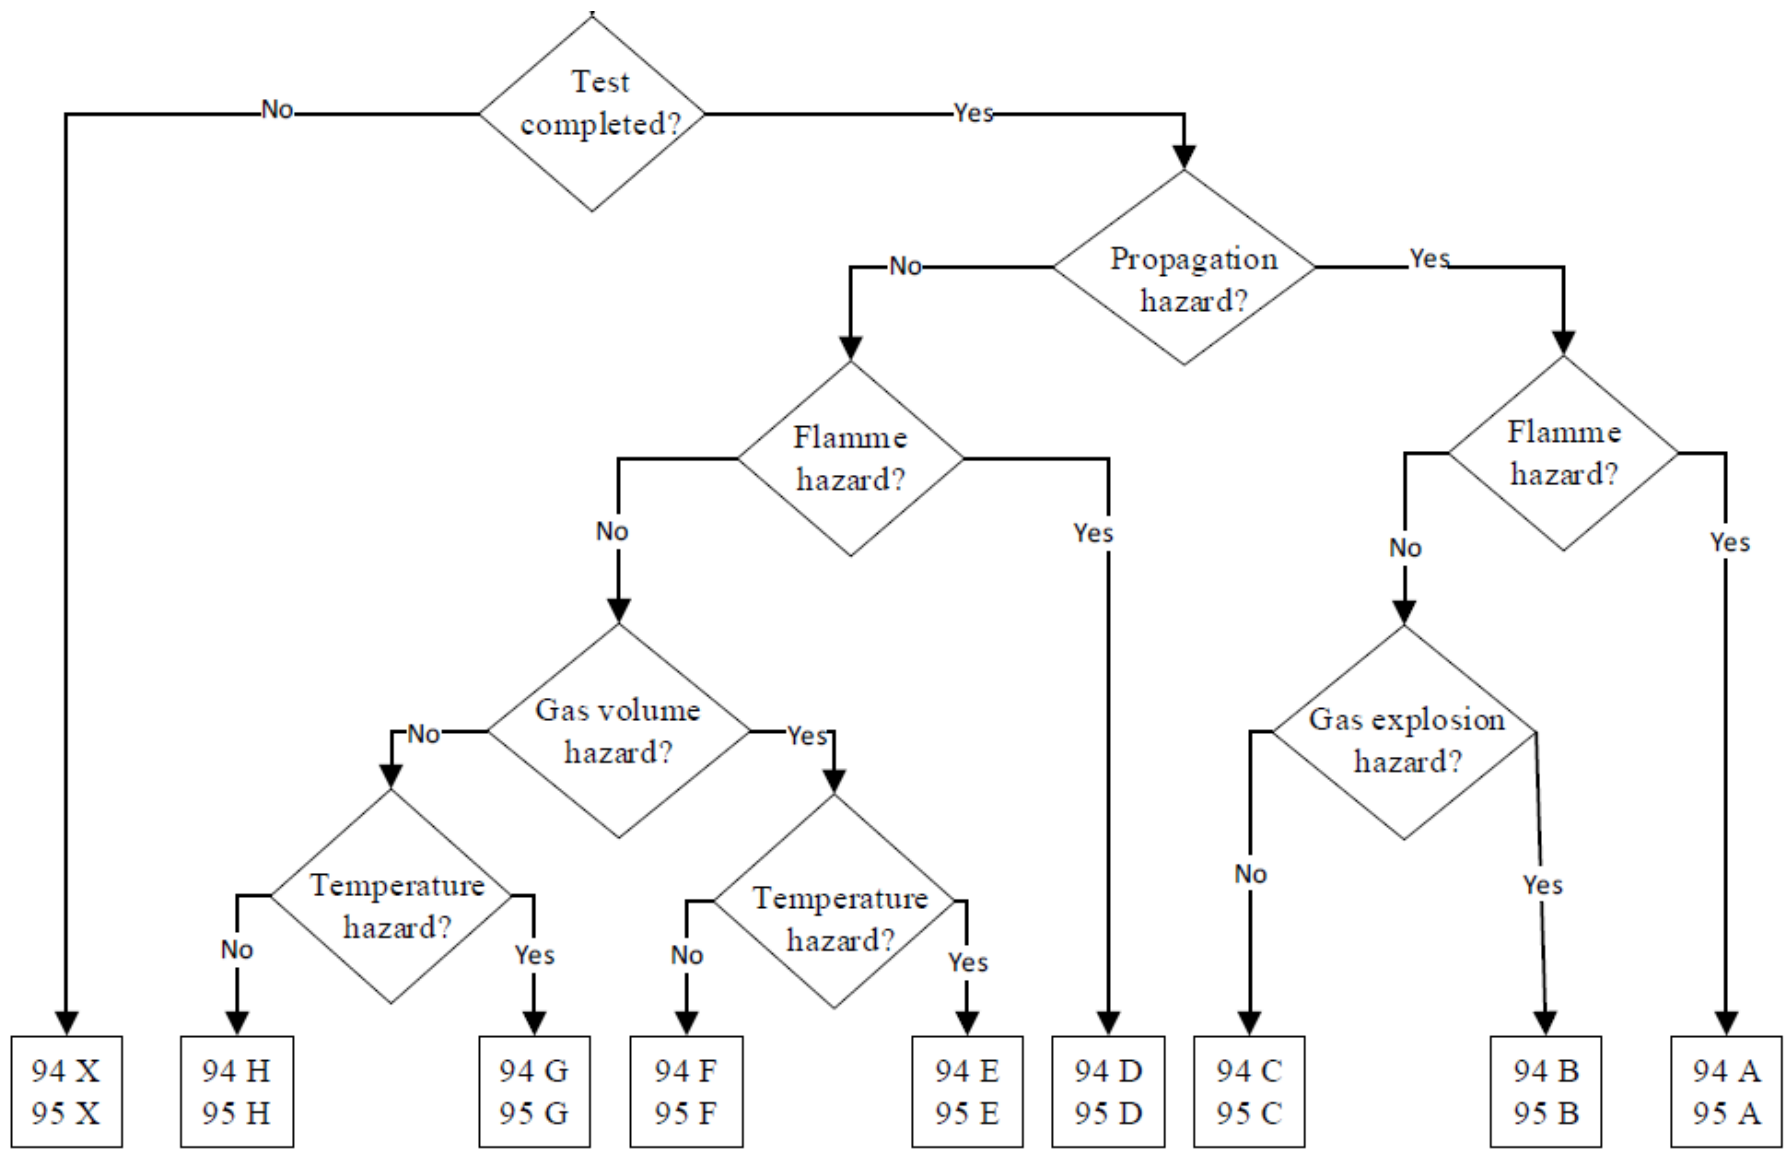 Test
completed?
No
Yes
Propagation
hazard?
No
Yes
Flamme
hazard?
Flamme
hazard?
No
Yes
No
Yes
Gas volume
hazard?
Gas explosion
hazard?
No
Yes
Temperature
hazard?
Temperature
hazard?
No
Yes
No
Yes
No
Yes
94 X
95 X
94 H
95 H
94 G
95 G
94 F
95 F
94 E
95 E
94 D
95 D
94 C
95 C
94 B
95 B
94 A
95 A